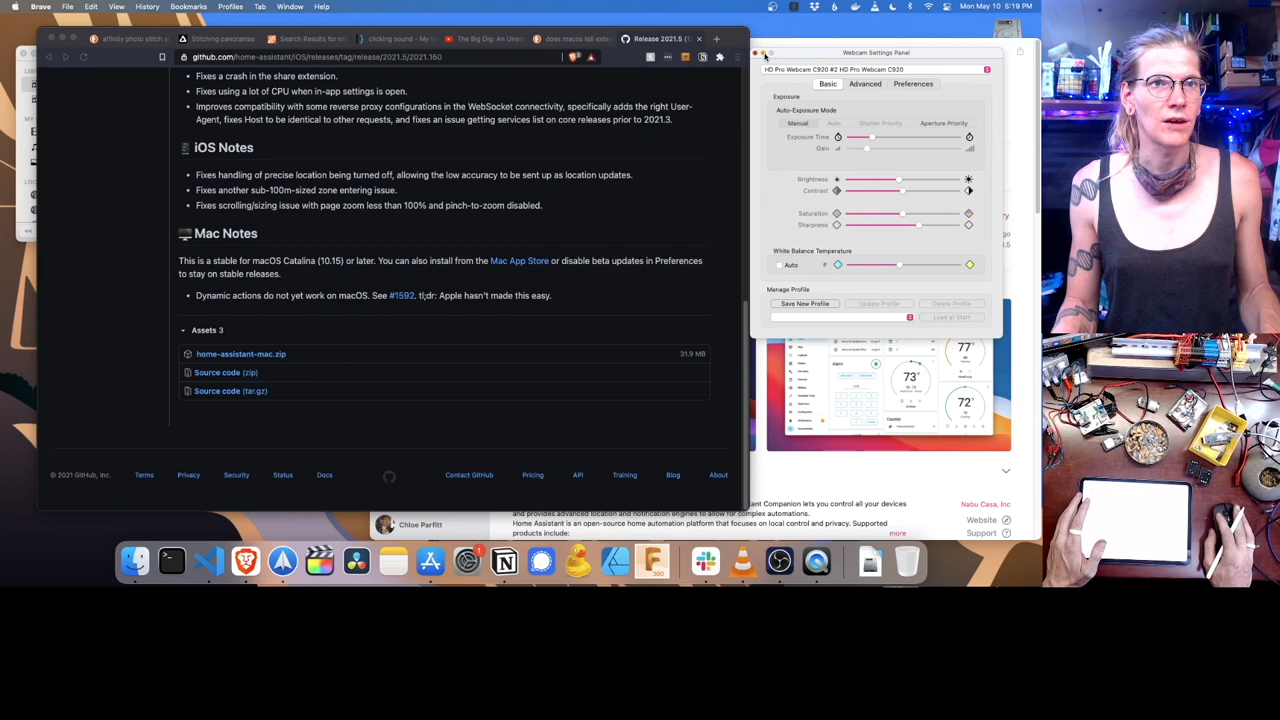 Brave File Edit View History Bookmarks Profiles Tab Window Help
Mon May 10 5:19 PM
affinity photo stitch
Stitching panoramas
Search Results for
clicking sound - My
The Big Dig: An Unen
does macos tell exter
Release 2021.5
github.com/home-assistant/iOS/releases/tag/release/2021.5/2021.150
Fixes a crash in the share extension.
Fixes using a lot of CPU when in-app settings is open.
Improves compatibility with some reverse proxy configurations in the WebSocket connectivity, specifically adds the right User-
Agent, fixes Host to be identical to other requests, and fixes an issue getting services list on core releases prior to 2021.3.
iOS Notes
Fixes handling of precise location being turned off, allowing the low accuracy to be sent up as location updates.
Fixes another sub-100m-sized zone entering issue.
Fixes scrolling/sizing issue with page zoom less than 100% and pinch-to-zoom disabled.
Mac Notes
This is a stable for macOS Catalina (10.15) or later. You can also install from the Mac App Store or disable beta updates in Preferences
to stay on stable releases.
Dynamic actions do not yet work on macOS. See #1592. tl;dr: Apple hasn't made this easy.
Assets 3
home-assistant-mac.zip
31.9 MB
Source code (zip)
Source code (tar.gz)
© 2021 GitHub, Inc. Terms Privacy Security Status Docs Contact GitHub Pricing API Training Blog About
Webcam Settings Panel
HD Pro Webcam C920 #2 HD Pro Webcam C920
Basic Advanced Preferences
Exposure
Auto-Exposure Mode
Manual Auto Shutter Priority Aperture Priority
Exposure Time
Gain
Brightness
Contrast
Saturation
Sharpness
White Balance Temperature
Auto
Manage Profile
Save New Profile Update Profile Delete Profile
Load at Start
77°
73°
72°
Chloe Parfitt
ant Companion lets you control all your devices
and provides advanced location and notification engines to allow for complex automations.
Home Assistant is an open-source home automation platform that focuses on local control and privacy. Supported
products include:
more
Nabu Casa, Inc
Website
Support